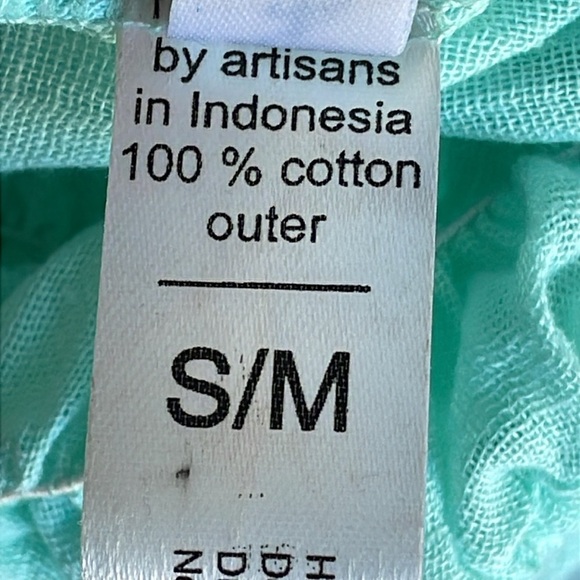 by artisans
in Indonesia
100 % cotton
outer
S/M